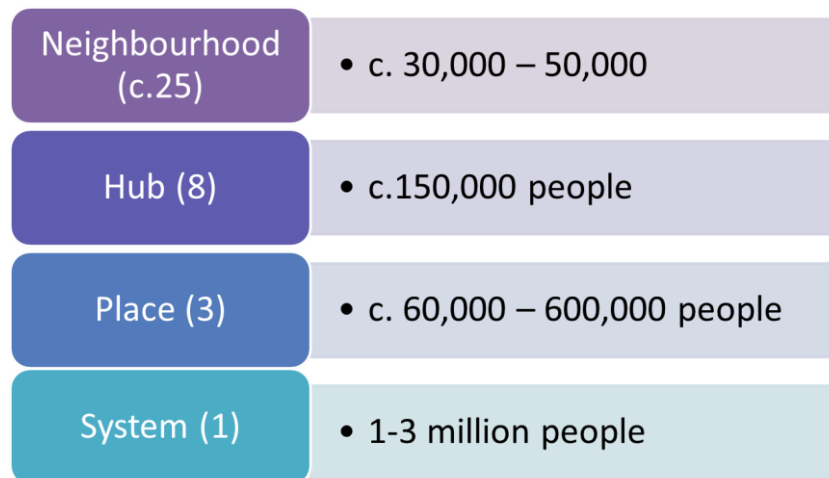 Neighbourhood
(c.25)
• c. 30,000 – 50,000
Hub (8)
• c.150,000 people
Place (3)
• c. 60,000 – 600,000 people
System (1)
• 1-3 million people